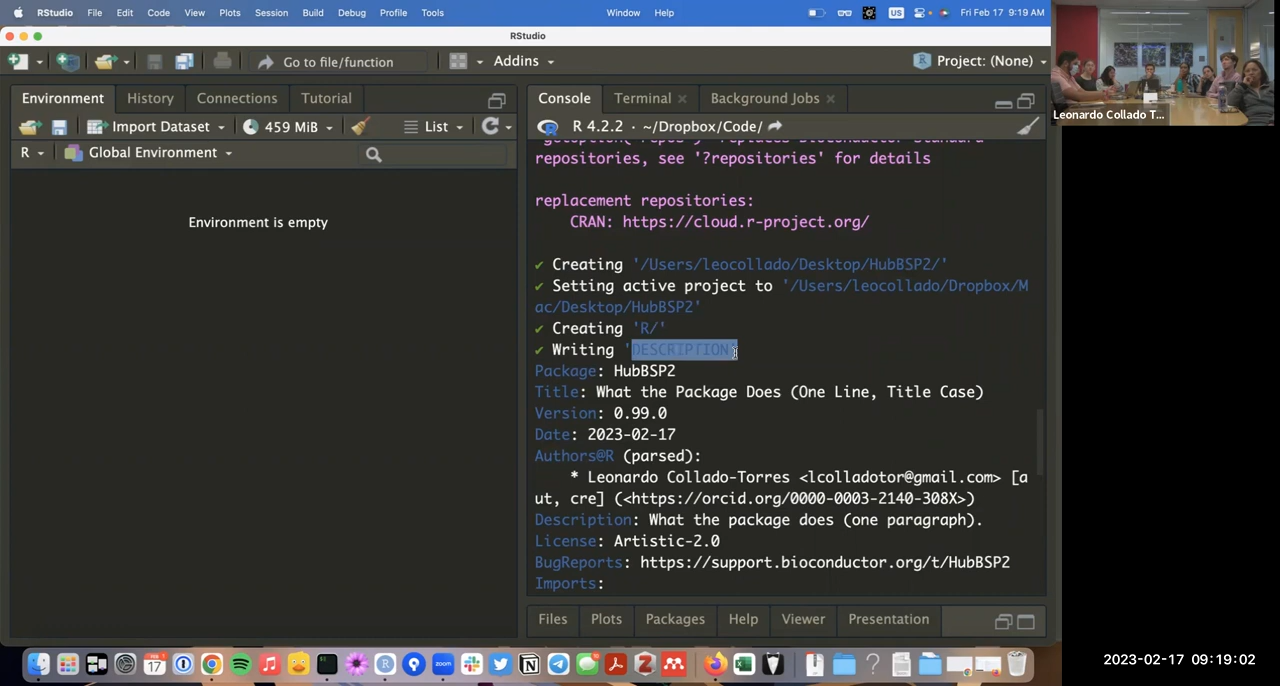 RStudio File Edit Code View Plots Session Build Debug Profile Tools Window Help US Fri Feb 17 9:19 AM
RStudio
Go to file/function Addins Project: (None)
Environment History Connections Tutorial
Import Dataset 459 MiB List
R Global Environment
Environment is empty
Console Terminal Background Jobs
R 4.2.2 · ~/Dropbox/Code/
repositories, see '?repositories' for details
replacement repositories:
CRAN: https://cloud.r-project.org/
✔ Creating '/Users/leocollado/Desktop/HubBSP2/'
✔ Setting active project to '/Users/leocollado/Dropbox/M
ac/Desktop/HubBSP2'
✔ Creating 'R/'
✔ Writing 'DESCRIPTION'
Package: HubBSP2
Title: What the Package Does (One Line, Title Case)
Version: 0.99.0
Date: 2023-02-17
Authors@R (parsed):
* Leonardo Collado-Torres <lcolladotor@gmail.com> [a
ut, cre] (<https://orcid.org/0000-0003-2140-308X>)
Description: What the package does (one paragraph).
License: Artistic-2.0
BugReports: https://support.bioconductor.org/t/HubBSP2
Imports:
Files Plots Packages Help Viewer Presentation
FEB
17
zoom
Leonardo Collado T...
2023-02-17 09:19:02